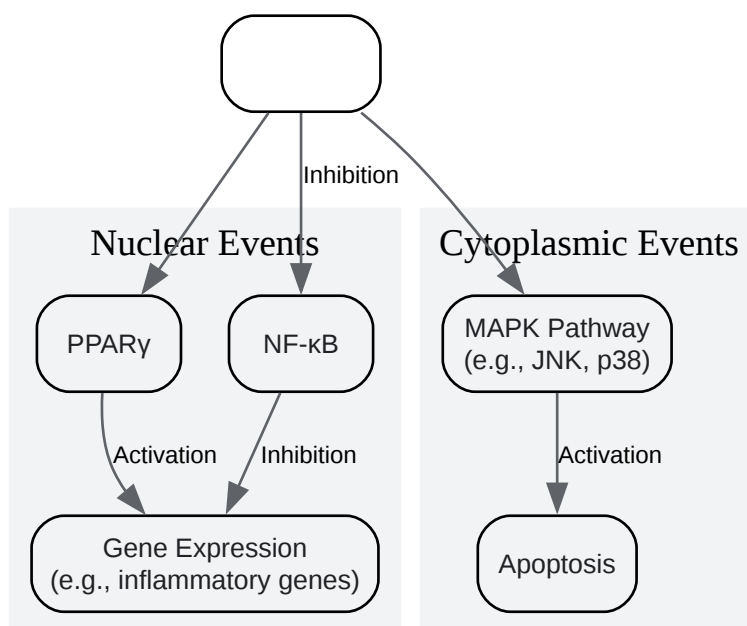 Inhibition
Nuclear Events
Cytoplasmic Events
PPARγ
NF-κB
MAPK Pathway
(e.g., JNK, p38)
Activation
Inhibition
Activation
Gene Expression
(e.g., inflammatory genes)
Apoptosis